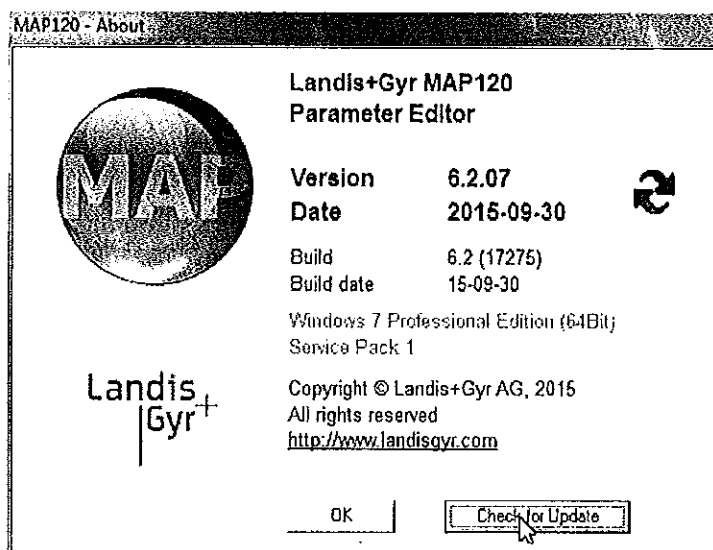 MAP120 - About
MAP
Landis+Gyr MAP120
Parameter Editor
Version 6.2.07
Date 2015-09-30
Build 6.2 (17275)
Build date 15-09-30
Windows 7 Professional Edition (64Bit)
Service Pack 1
Landis
Gyr+
Copyright © Landis+Gyr AG, 2015
All rights reserved
http://www.landisgyr.com
OK Check for Update